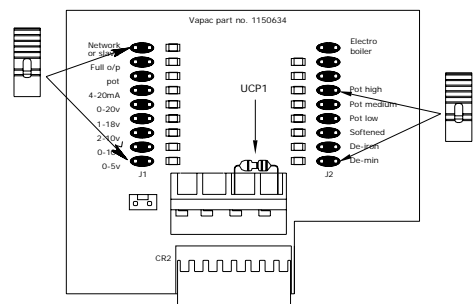 Vapac part no. 1150634
Network
or slave
Full o/p
pot
4-20mA
0-20v
1-18v
2-10v
0-10v
0-5v
J1
UCP1
CR2
Electro
boiler
Pot high
Pot medium
Pot low
Softened
De-iron
De-min
J2